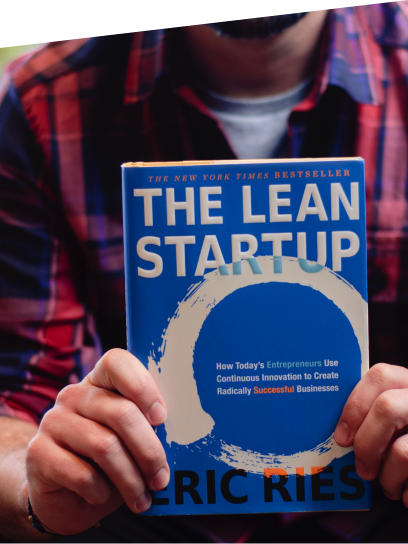 THE NEW YORK TIMES BESTSELLER
THE LEAN
STARTUP
How Today's Entrepreneurs Use
Continuous Innovation to Create
Radically Successful Businesses
ERIC RIES